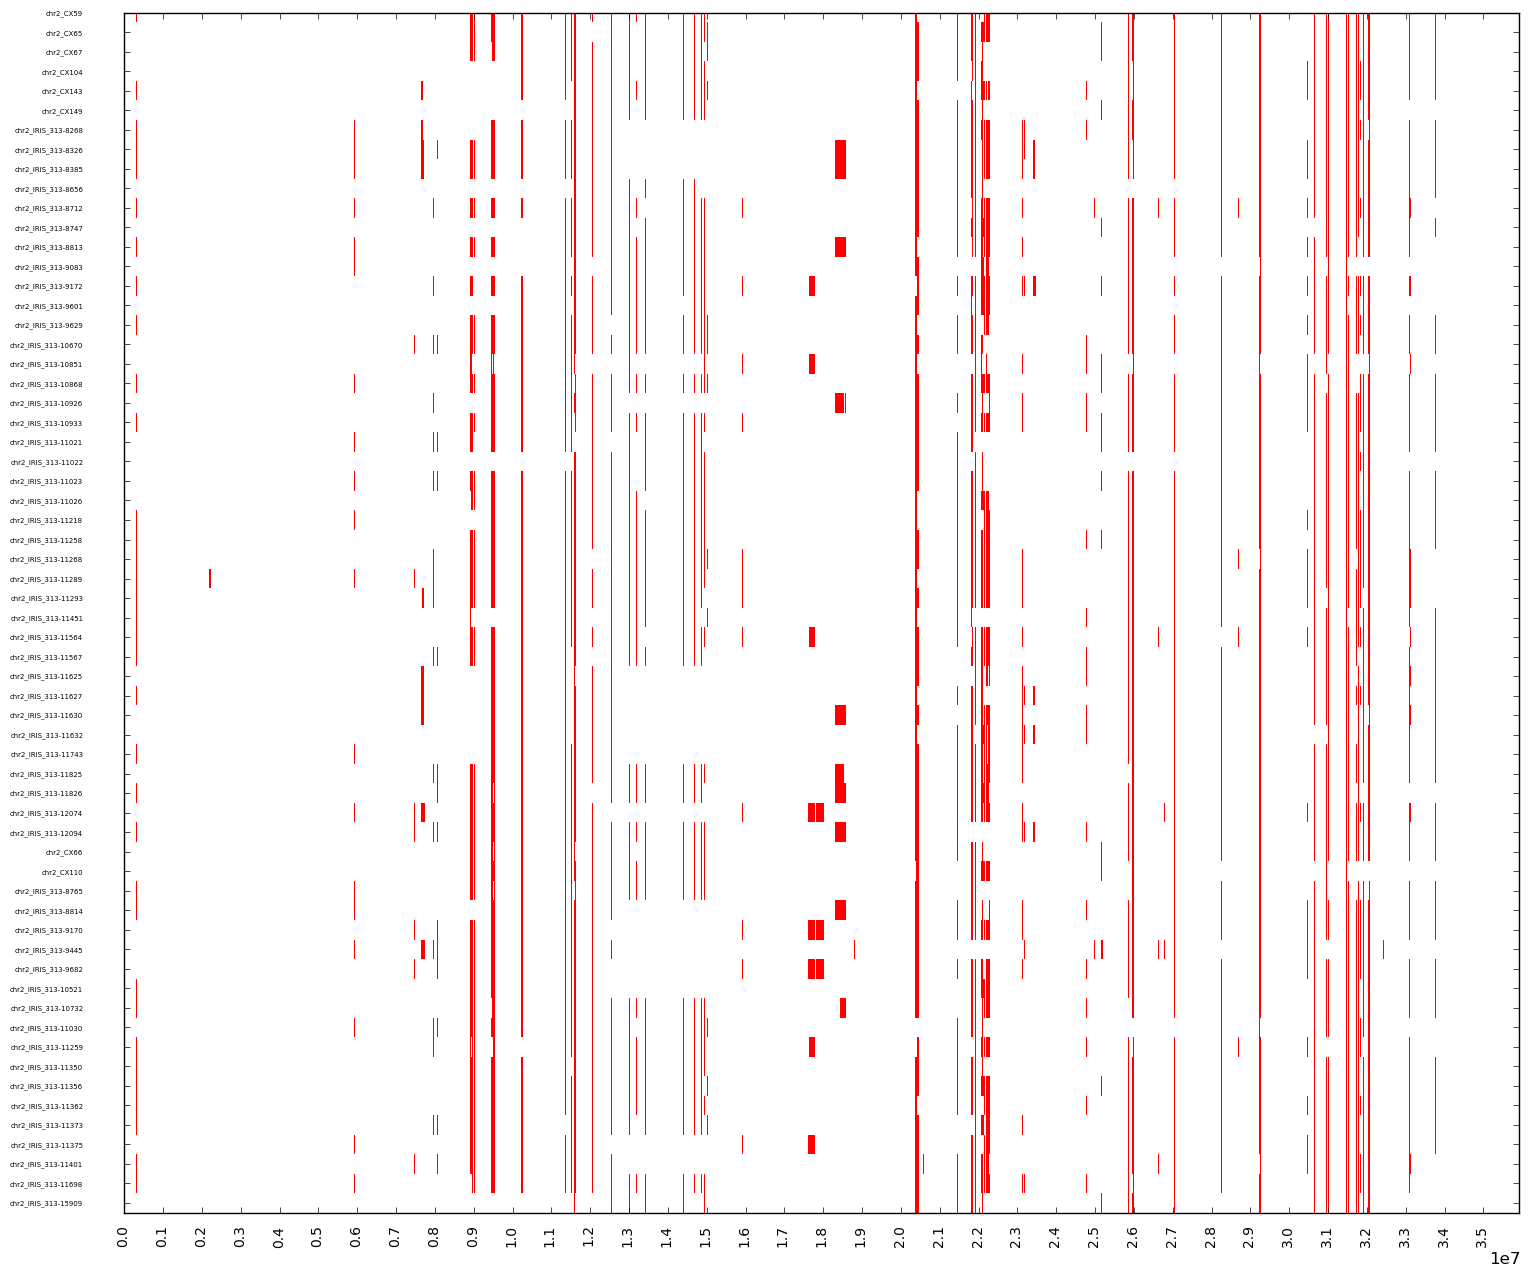 chr2_CX59
chr2_CX65
chr2_CX67
chr2_CX104
chr2_CX143
chr2_CX149
chr2_IRIS_313-8268
chr2_IRIS_313-8326
chr2_IRIS_313-8385
chr2_IRIS_313-8656
chr2_IRIS_313-8712
chr2_IRIS_313-8747
chr2_IRIS_313-8813
chr2_IRIS_313-9083
chr2_IRIS_313-9172
chr2_IRIS_313-9601
chr2_IRIS_313-9629
chr2_IRIS_313-10670
chr2_IRIS_313-10851
chr2_IRIS_313-10868
chr2_IRIS_313-10926
chr2_IRIS_313-10933
chr2_IRIS_313-11021
chr2_IRIS_313-11022
chr2_IRIS_313-11023
chr2_IRIS_313-11026
chr2_IRIS_313-11218
chr2_IRIS_313-11258
chr2_IRIS_313-11268
chr2_IRIS_313-11289
chr2_IRIS_313-11293
chr2_IRIS_313-11451
chr2_IRIS_313-11564
chr2_IRIS_313-11567
chr2_IRIS_313-11625
chr2_IRIS_313-11627
chr2_IRIS_313-11630
chr2_IRIS_313-11632
chr2_IRIS_313-11743
chr2_IRIS_313-11825
chr2_IRIS_313-11826
chr2_IRIS_313-12074
chr2_IRIS_313-12094
chr2_CX66
chr2_CX110
chr2_IRIS_313-8765
chr2_IRIS_313-8814
chr2_IRIS_313-9170
chr2_IRIS_313-9445
chr2_IRIS_313-9682
chr2_IRIS_313-10521
chr2_IRIS_313-10732
chr2_IRIS_313-11030
chr2_IRIS_313-11259
chr2_IRIS_313-11350
chr2_IRIS_313-11356
chr2_IRIS_313-11362
chr2_IRIS_313-11373
chr2_IRIS_313-11375
chr2_IRIS_313-11401
chr2_IRIS_313-11698
chr2_IRIS_313-15909
0.0 0.1 0.2 0.3 0.4 0.5 0.6 0.7 0.8 0.9 1.0 1.1 1.2 1.3 1.4 1.5 1.6 1.7 1.8 1.9 2.0 2.1 2.2 2.3 2.4 2.5 2.6 2.7 2.8 2.9 3.0 3.1 3.2 3.3 3.4 3.5
1e7